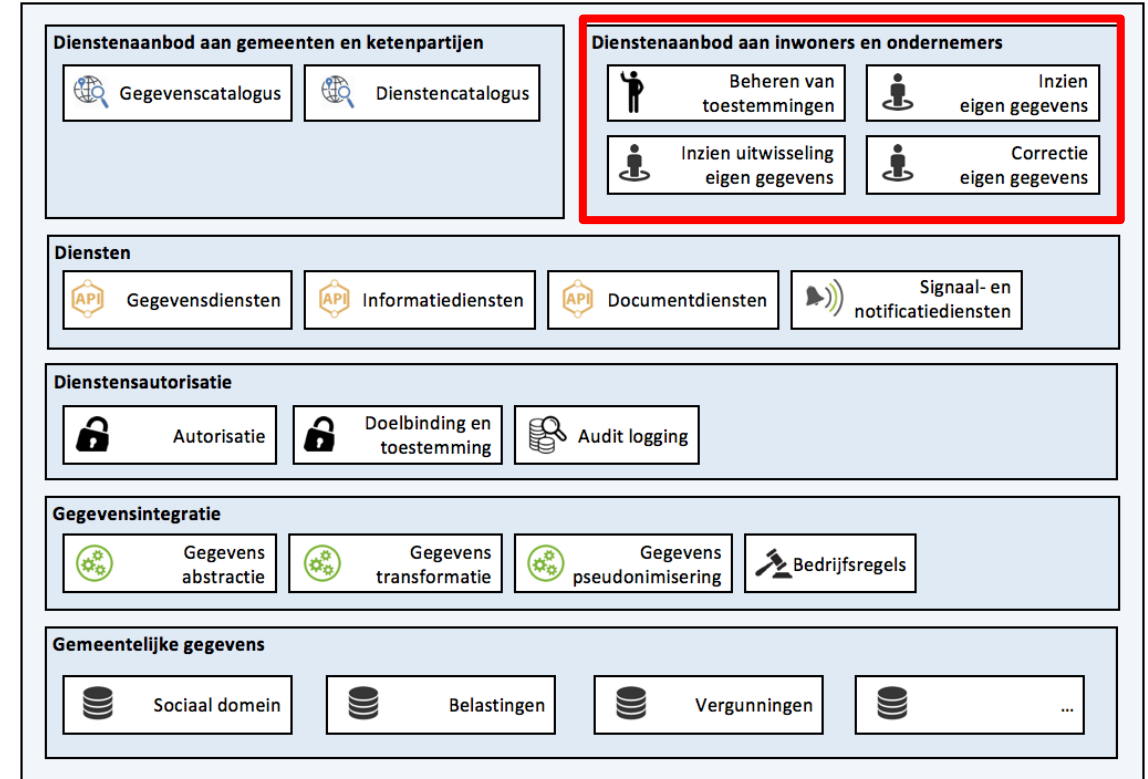 Dienstenaanbod aan gemeenten en ketenpartijen
Gegevenscatalogus
Dienstencatalogus
Dienstenaanbod aan inwoners en ondernemers
Beheren van
toestemmingen
Inzien
eigen gegevens
Inzien uitwisseling
eigen gegevens
Correctie
eigen gegevens
Diensten
API
Gegevensdiensten
API
Informatiediensten
API
Documentdiensten
Signaal- en
notificatiediensten
Dienstensautorisatie
Autorisatie
Doelbinding en
toestemming
Audit logging
Gegevensintegratie
Gegevens
abstractie
Gegevens
transformatie
Gegevens
pseudonimisering
Bedrijfsregels
Gemeentelijke gegevens
Sociaal domein
Belastingen
Vergunningen
...